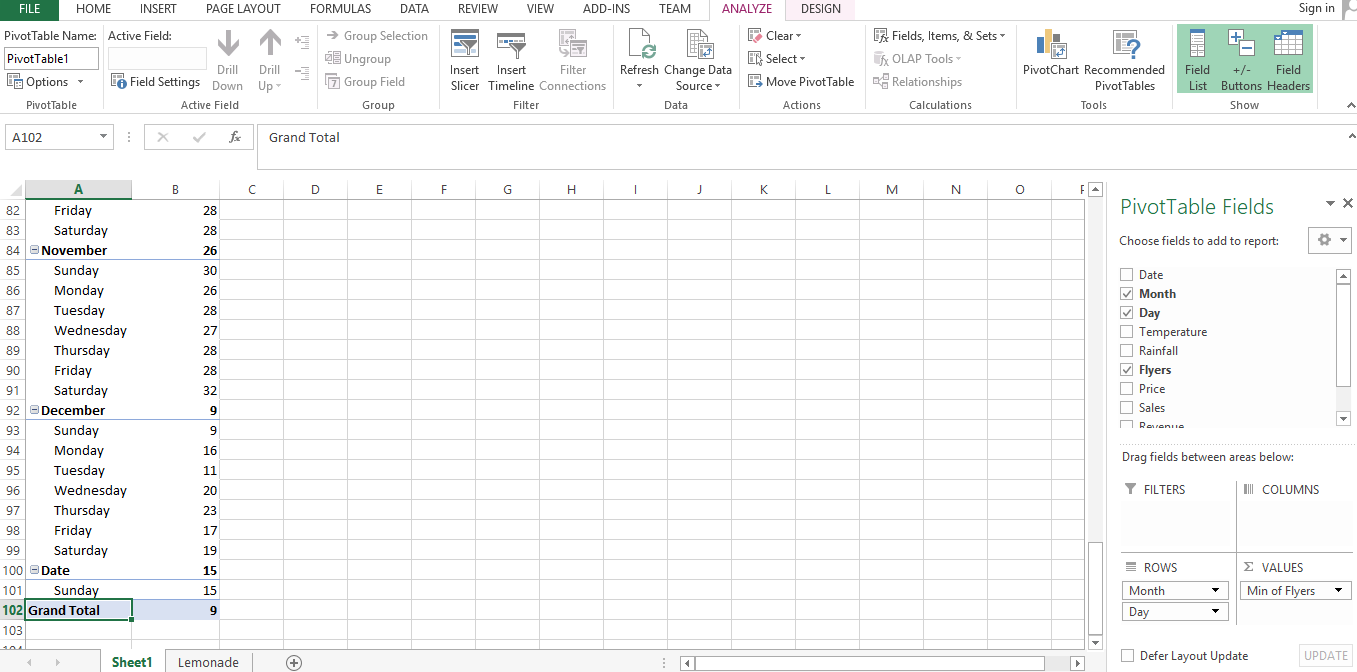 FILE HOME INSERT PAGE LAYOUT FORMULAS DATA REVIEW VIEW ADD-INS TEAM ANALYZE DESIGN Sign in
PivotTable Name:
PivotTable1
Options
PivotTable
Active Field:
Field Settings
Drill Down
Drill Up
Active Field
Group Selection
Ungroup
Group Field
Group
Insert Slicer
Insert Timeline
Filter Connections
Filter
Refresh
Change Data Source
Data
Clear
Select
Move PivotTable
Actions
Fields, Items, & Sets
OLAP Tools
Relationships
Calculations
PivotChart
Recommended PivotTables
Tools
Field List
+/- Buttons
Field Headers
Show
A102 fx Grand Total
A B C D E F G H I J K L M N O
82 Friday 28
83 Saturday 28
84 November 26
85 Sunday 30
86 Monday 26
87 Tuesday 28
88 Wednesday 27
89 Thursday 28
90 Friday 28
91 Saturday 32
92 December 9
93 Sunday 9
94 Monday 16
95 Tuesday 11
96 Wednesday 20
97 Thursday 23
98 Friday 17
99 Saturday 19
100 Date 15
101 Sunday 15
102 Grand Total 9
103
Sheet1 Lemonade
PivotTable Fields
Choose fields to add to report:
Date
Month
Day
Temperature
Rainfall
Flyers
Price
Sales
Revenue
Drag fields between areas below:
FILTERS
COLUMNS
ROWS
Month
Day
VALUES
Min of Flyers
Defer Layout Update
UPDATE